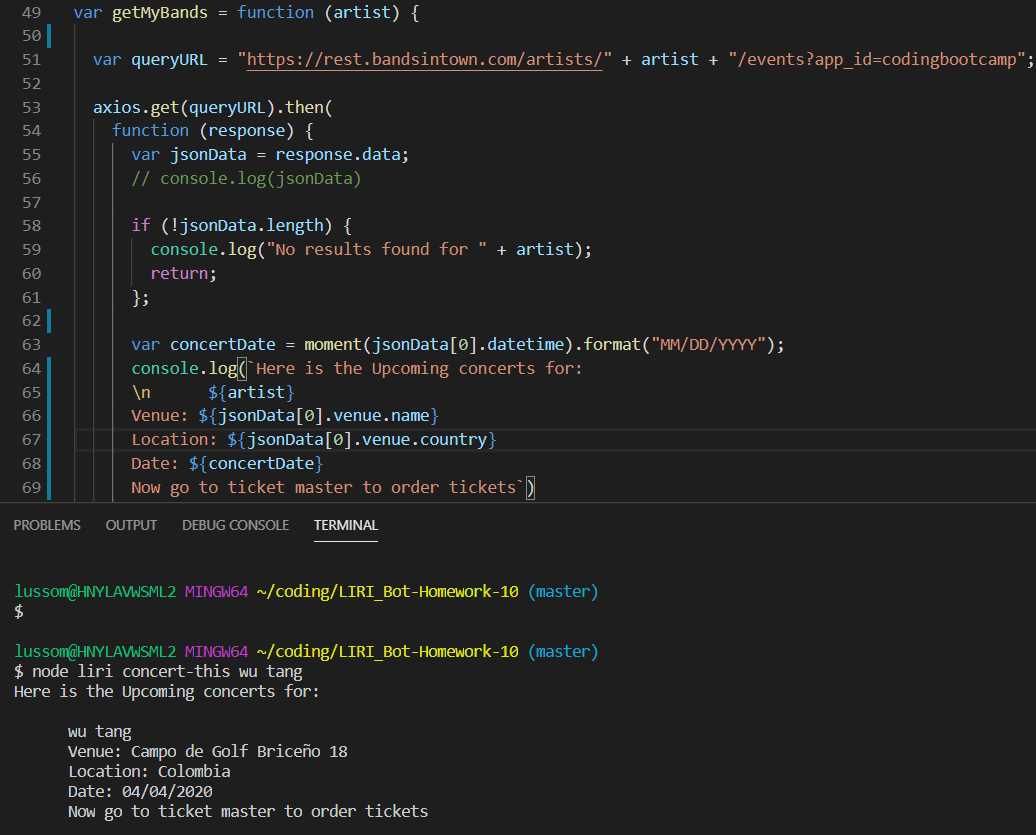 49 var getMyBands = function (artist) {
50
51 var queryURL = "https://rest.bandsintown.com/artists/" + artist + "/events?app_id=codingbootcamp";
52
53 axios.get(queryURL).then(
54 function (response) {
55 var jsonData = response.data;
56 // console.log(jsonData)
57
58 if (!jsonData.length) {
59 console.log("No results found for " + artist);
60 return;
61 };
62
63 var concertDate = moment(jsonData[0].datetime).format("MM/DD/YYYY");
64 console.log(`Here is the Upcoming concerts for:
65 \n ${artist}
66 Venue: ${jsonData[0].venue.name}
67 Location: ${jsonData[0].venue.country}
68 Date: ${concertDate}
69 Now go to ticket master to order tickets`)
PROBLEMS OUTPUT DEBUG CONSOLE TERMINAL
lussom@HNYLAVWSML2 MINGW64 ~/coding/LIRI_Bot-Homework-10 (master)
$
lussom@HNYLAVWSML2 MINGW64 ~/coding/LIRI_Bot-Homework-10 (master)
$ node liri concert-this wu tang
Here is the Upcoming concerts for:
wu tang
Venue: Campo de Golf Briceño 18
Location: Colombia
Date: 04/04/2020
Now go to ticket master to order tickets